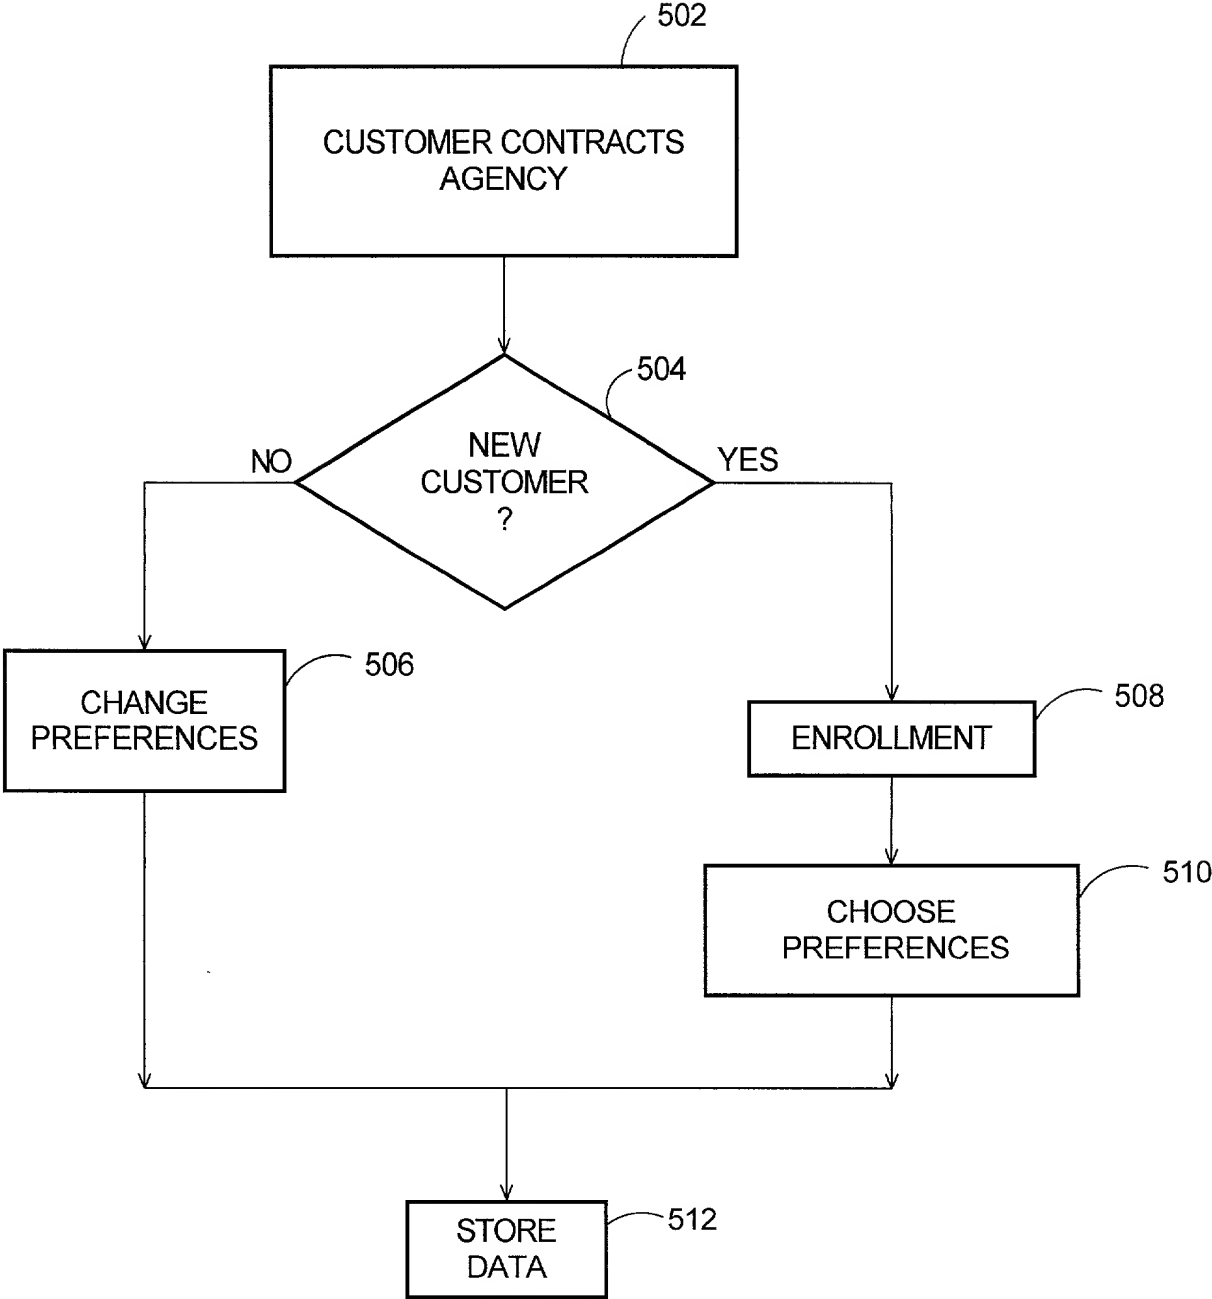 502
CUSTOMER CONTRACTS
AGENCY
504
NEW
CUSTOMER
?
NO
YES
506
CHANGE
PREFERENCES
508
ENROLLMENT
510
CHOOSE
PREFERENCES
512
STORE
DATA